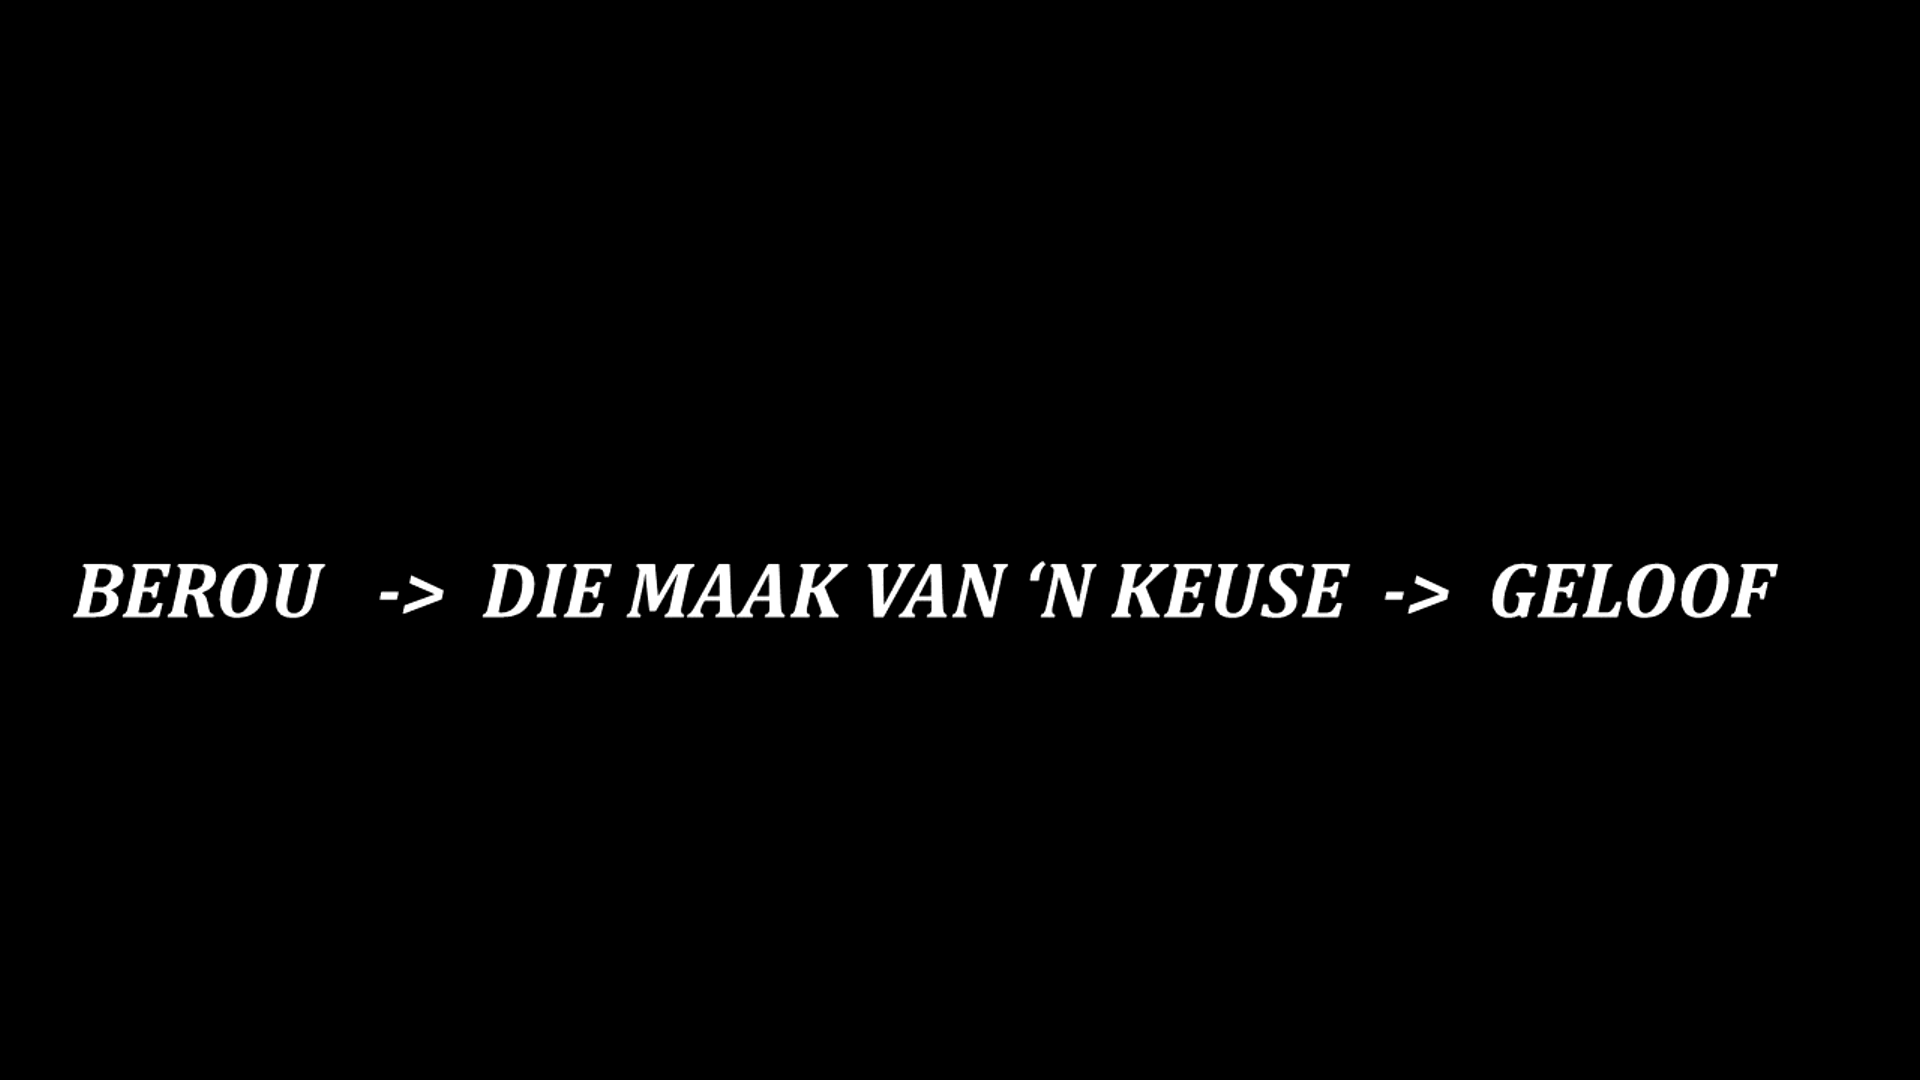 BEROU -> DIE MAAK VAN ‘N KEUSE -> GELOOF